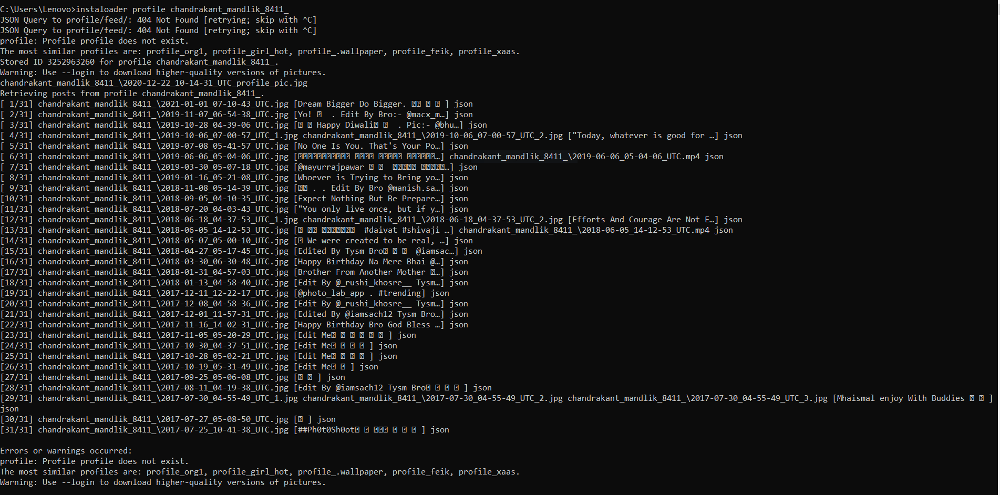 C:\Users\Lenovo>instaloader profile chandrakant_mandlik_8411_
JSON Query to profile/feed/: 404 Not Found [retrying; skip with ^C]
JSON Query to profile/feed/: 404 Not Found [retrying; skip with ^C]
profile: Profile profile does not exist.
The most similar profiles are: profile_org1, profile_girl_hot, profile_.wallpaper, profile_feik, profile_xaas.
Stored ID 3252963260 for profile chandrakant_mandlik_8411_.
Warning: Use --login to download higher-quality versions of pictures.
chandrakant_mandlik_8411_\2020-12-22_10-14-31_UTC_profile_pic.jpg
Retrieving posts from profile chandrakant_mandlik_8411_.
[ 1/31] chandrakant_mandlik_8411_\2021-01-01_07-10-43_UTC.jpg [Dream Bigger Do Bigger. ] json
[ 2/31] chandrakant_mandlik_8411_\2019-11-07_06-54-38_UTC.jpg [Yo! . Edit By Bro:- @macx_m…] json
[ 3/31] chandrakant_mandlik_8411_\2019-10-28_04-39-06_UTC.jpg [ Happy Diwali . Pic:- @bhu…] json
[ 4/31] chandrakant_mandlik_8411_\2019-10-06_07-00-57_UTC_1.jpg chandrakant_mandlik_8411_\2019-10-06_07-00-57_UTC_2.jpg ["Today, whatever is good for …] json
[ 5/31] chandrakant_mandlik_8411_\2019-07-08_05-41-57_UTC.jpg [No One Is You. That's Your Po…] json
[ 6/31] chandrakant_mandlik_8411_\2019-06-06_05-04-06_UTC.jpg [ …] chandrakant_mandlik_8411_\2019-06-06_05-04-06_UTC.mp4 json
[ 7/31] chandrakant_mandlik_8411_\2019-03-30_05-07-18_UTC.jpg [@mayurrajpawar …] json
[ 8/31] chandrakant_mandlik_8411_\2019-01-16_05-21-08_UTC.jpg [Whoever is Trying to Bring yo…] json
[ 9/31] chandrakant_mandlik_8411_\2018-11-08_05-14-39_UTC.jpg [ . . Edit By Bro @manish.sa…] json
[10/31] chandrakant_mandlik_8411_\2018-09-05_04-10-35_UTC.jpg [Expect Nothing But Be Prepare…] json
[11/31] chandrakant_mandlik_8411_\2018-07-20_04-03-43_UTC.jpg ["You only live once, but if y…] json
[12/31] chandrakant_mandlik_8411_\2018-06-18_04-37-53_UTC_1.jpg chandrakant_mandlik_8411_\2018-06-18_04-37-53_UTC_2.jpg [Efforts And Courage Are Not E…] json
[13/31] chandrakant_mandlik_8411_\2018-06-05_14-12-53_UTC.jpg [ #daivat #shivaji …] chandrakant_mandlik_8411_\2018-06-05_14-12-53_UTC.mp4 json
[14/31] chandrakant_mandlik_8411_\2018-05-07_05-00-10_UTC.jpg [ We were created to be real, …] json
[15/31] chandrakant_mandlik_8411_\2018-04-27_05-17-45_UTC.jpg [Edited By Tysm Bro @iamsac…] json
[16/31] chandrakant_mandlik_8411_\2018-03-30_06-30-48_UTC.jpg [Happy Birthday Na Mere Bhai @…] json
[17/31] chandrakant_mandlik_8411_\2018-01-31_04-57-03_UTC.jpg [Brother From Another Mother …] json
[18/31] chandrakant_mandlik_8411_\2018-01-13_04-58-40_UTC.jpg [Edit By @_rushi_khosre__ Tysm…] json
[19/31] chandrakant_mandlik_8411_\2017-12-11_12-22-17_UTC.jpg [@photo_lab_app . #trending] json
[20/31] chandrakant_mandlik_8411_\2017-12-08_04-58-36_UTC.jpg [Edit By @_rushi_khosre__ Tysm…] json
[21/31] chandrakant_mandlik_8411_\2017-12-01_11-57-31_UTC.jpg [Edited By @iamsach12 Tysm Bro…] json
[22/31] chandrakant_mandlik_8411_\2017-11-16_14-02-31_UTC.jpg [Happy Birthday Bro God Bless …] json
[23/31] chandrakant_mandlik_8411_\2017-11-05_05-20-29_UTC.jpg [Edit Me ] json
[24/31] chandrakant_mandlik_8411_\2017-10-30_04-37-51_UTC.jpg [Edit Me ] json
[25/31] chandrakant_mandlik_8411_\2017-10-28_05-02-21_UTC.jpg [Edit Me ] json
[26/31] chandrakant_mandlik_8411_\2017-10-19_05-31-49_UTC.jpg [Edit Me ] json
[27/31] chandrakant_mandlik_8411_\2017-09-25_05-06-08_UTC.jpg [ ] json
[28/31] chandrakant_mandlik_8411_\2017-08-11_04-19-38_UTC.jpg [Edit By @iamsach12 Tysm Bro ] json
[29/31] chandrakant_mandlik_8411_\2017-07-30_04-55-49_UTC_1.jpg chandrakant_mandlik_8411_\2017-07-30_04-55-49_UTC_2.jpg chandrakant_mandlik_8411_\2017-07-30_04-55-49_UTC_3.jpg [Mhaismal enjoy With Buddies ]
json
[30/31] chandrakant_mandlik_8411_\2017-07-27_05-08-50_UTC.jpg [ ] json
[31/31] chandrakant_mandlik_8411_\2017-07-25_10-41-38_UTC.jpg [##Ph0t0Sh0ot ] json
Errors or warnings occurred:
profile: Profile profile does not exist.
The most similar profiles are: profile_org1, profile_girl_hot, profile_.wallpaper, profile_feik, profile_xaas.
Warning: Use --login to download higher-quality versions of pictures.